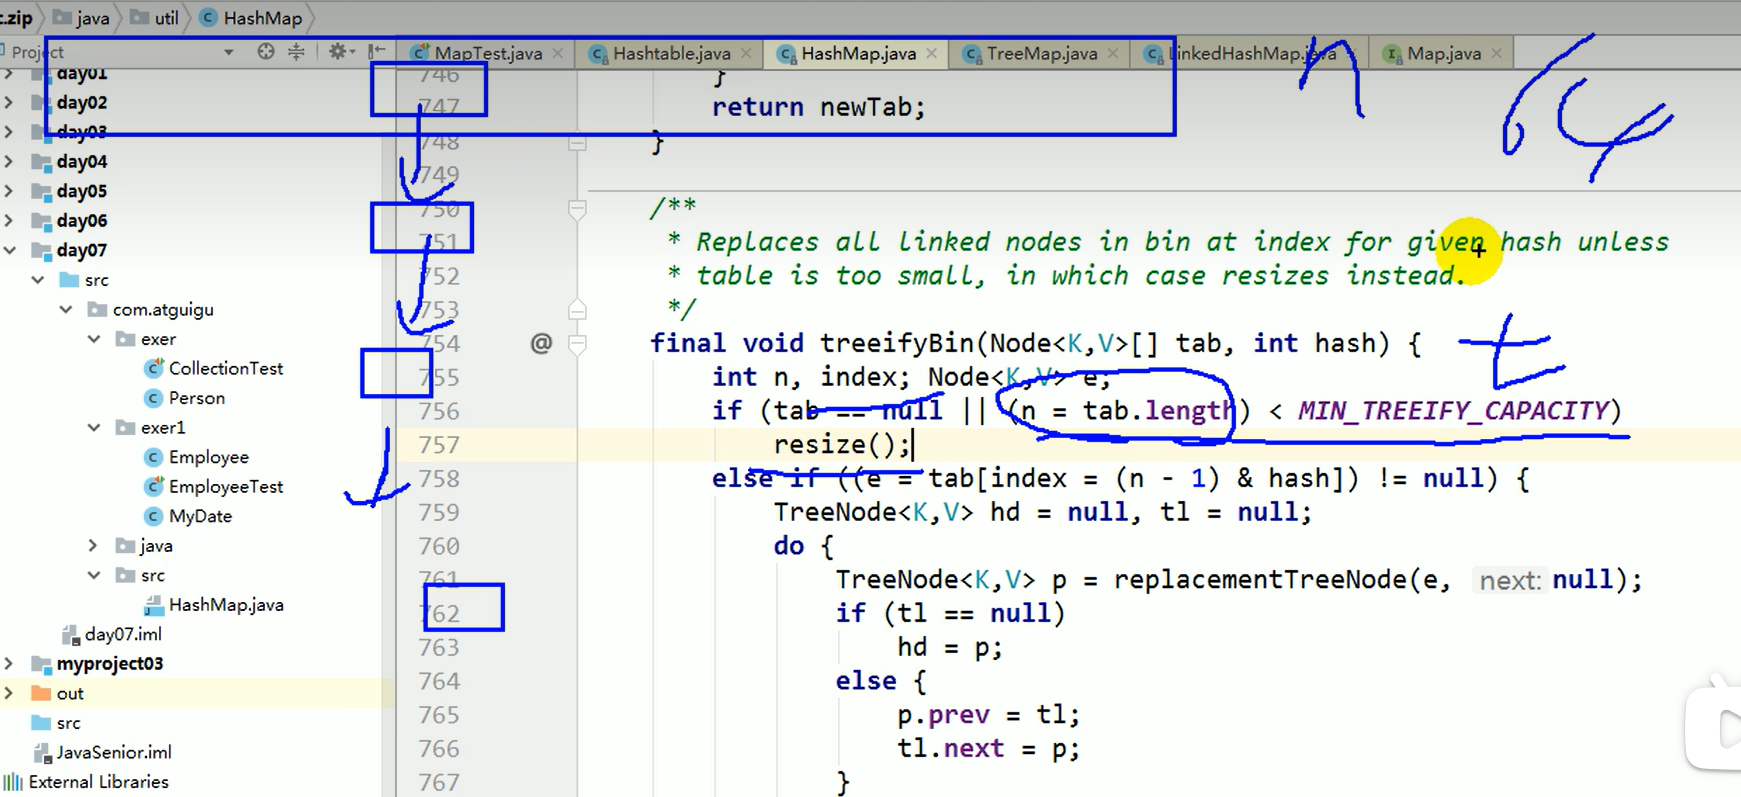 t.zip java util HashMap
Project
MapTest.java Hashtable.java HashMap.java TreeMap.java LinkedHashMap.java Map.java
day01
day02
day03
day04
day05
day06
day07
src
com.atguigu
exer
CollectionTest
Person
exer1
Employee
EmployeeTest
MyDate
java
src
HashMap.java
day07.iml
myproject03
out
src
JavaSenior.iml
External Libraries
746 }
747 return newTab;
748 }
749
750 /**
751 * Replaces all linked nodes in bin at index for given hash unless
752 * table is too small, in which case resizes instead.
753 */
754 @ final void treeifyBin(Node<K,V>[] tab, int hash) {
755 int n, index; Node<K,V> e;
756 if (tab == null || (n = tab.length) < MIN_TREEIFY_CAPACITY)
757 resize();
758 else if ((e = tab[index = (n - 1) & hash]) != null) {
759 TreeNode<K,V> hd = null, tl = null;
760 do {
761 TreeNode<K,V> p = replacementTreeNode(e, next: null);
762 if (tl == null)
763 hd = p;
764 else {
765 p.prev = tl;
766 tl.next = p;
767 }
64